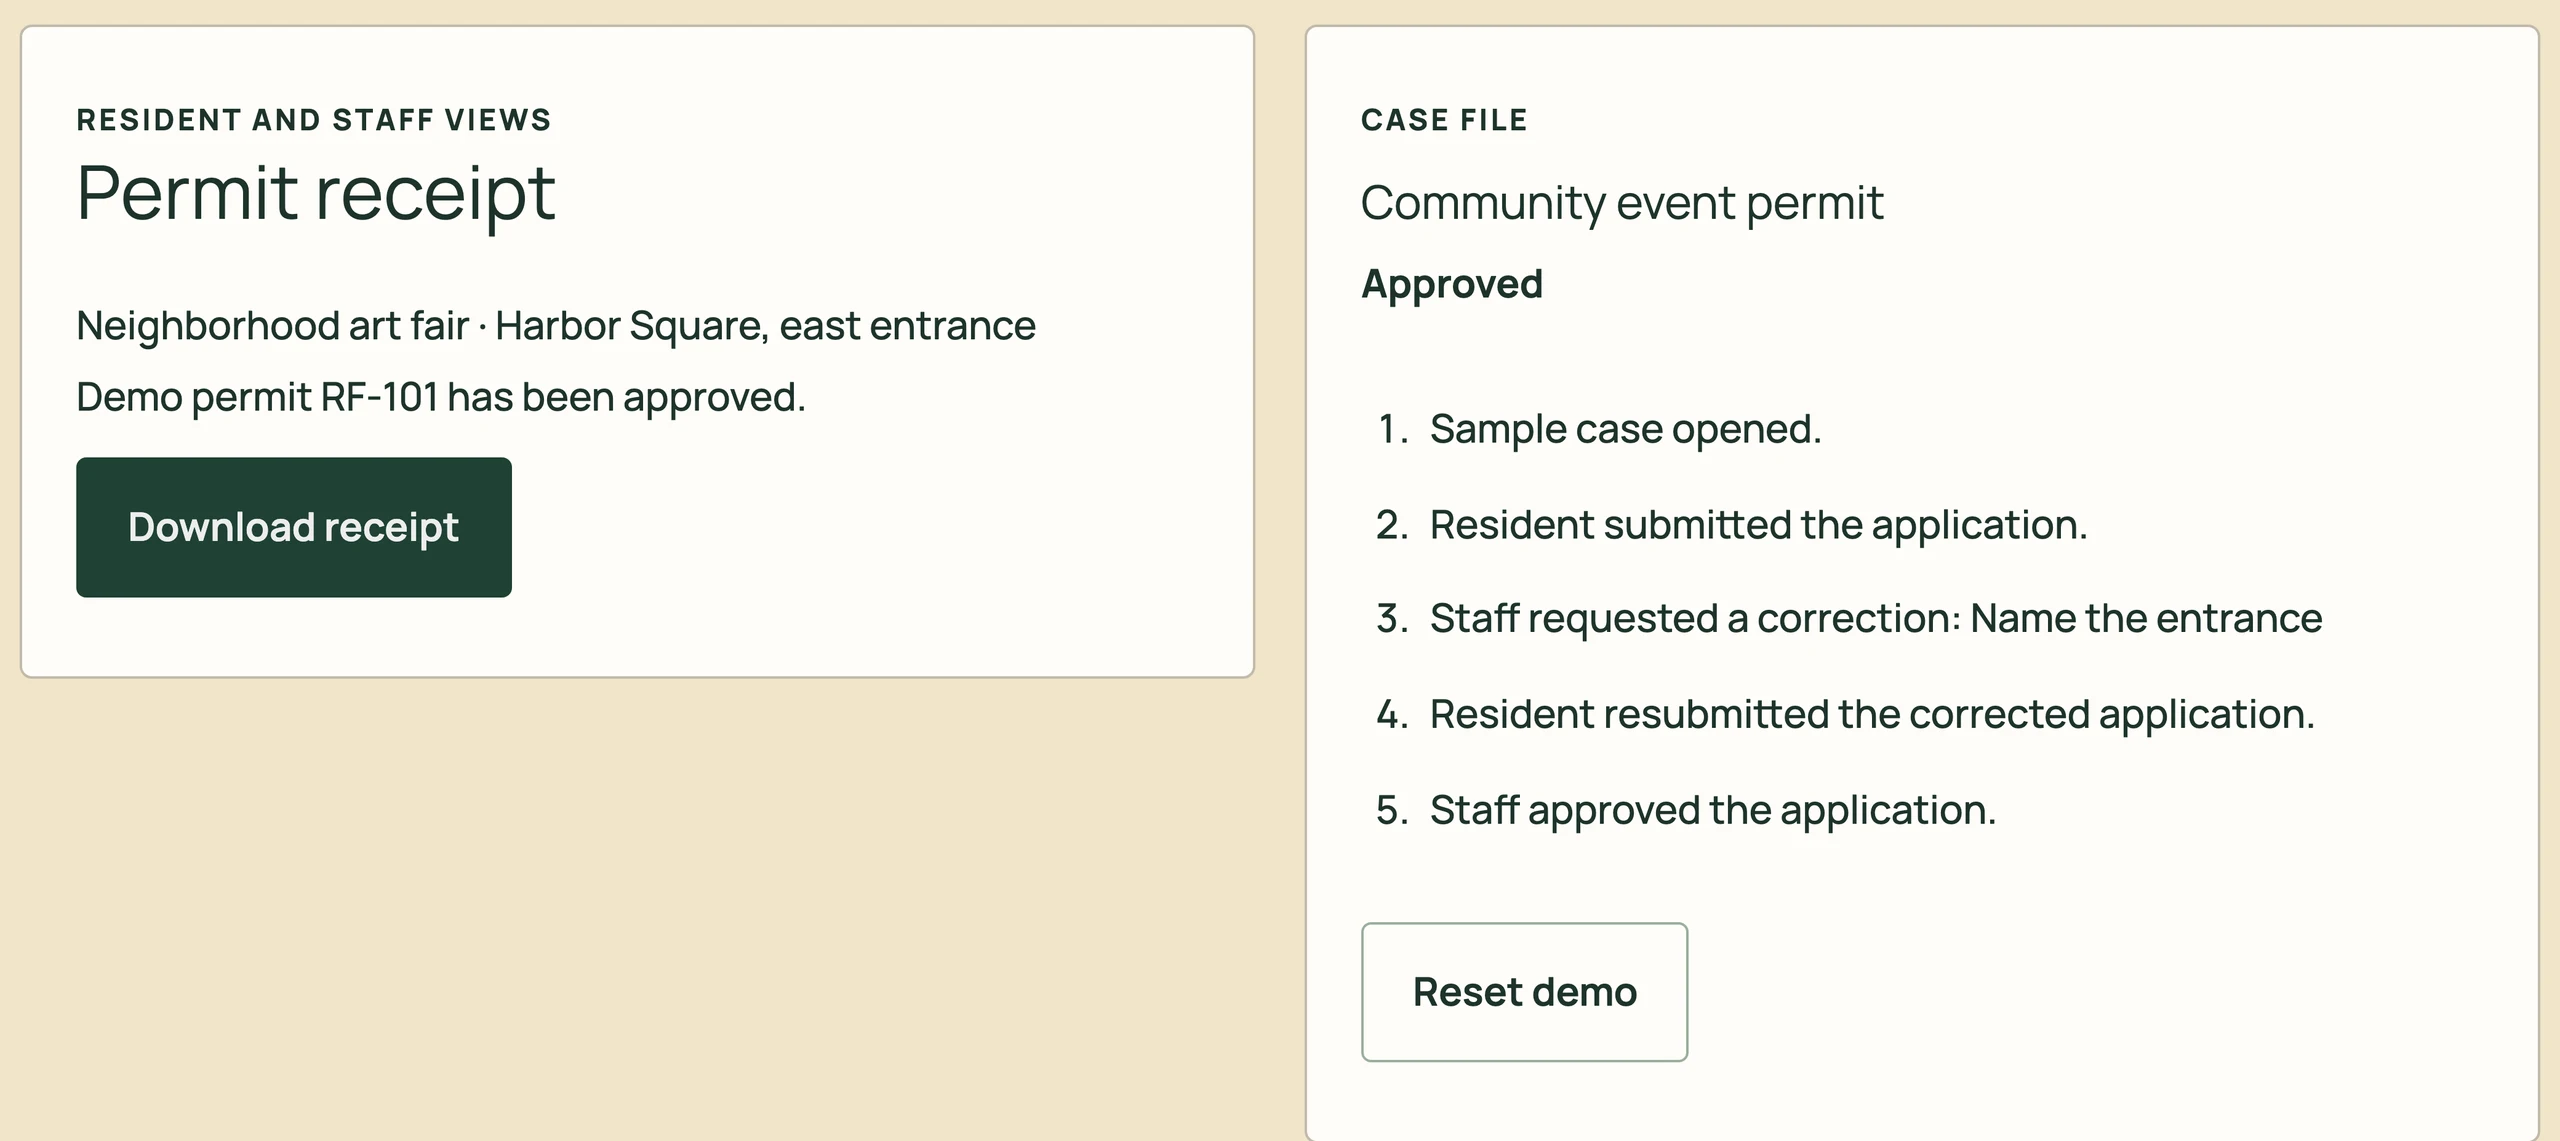 RESIDENT AND STAFF VIEWS
Permit receipt
Neighborhood art fair · Harbor Square, east entrance
Demo permit RF-101 has been approved.
Download receipt
CASE FILE
Community event permit
Approved
1. Sample case opened.
2. Resident submitted the application.
3. Staff requested a correction: Name the entrance
4. Resident resubmitted the corrected application.
5. Staff approved the application.
Reset demo